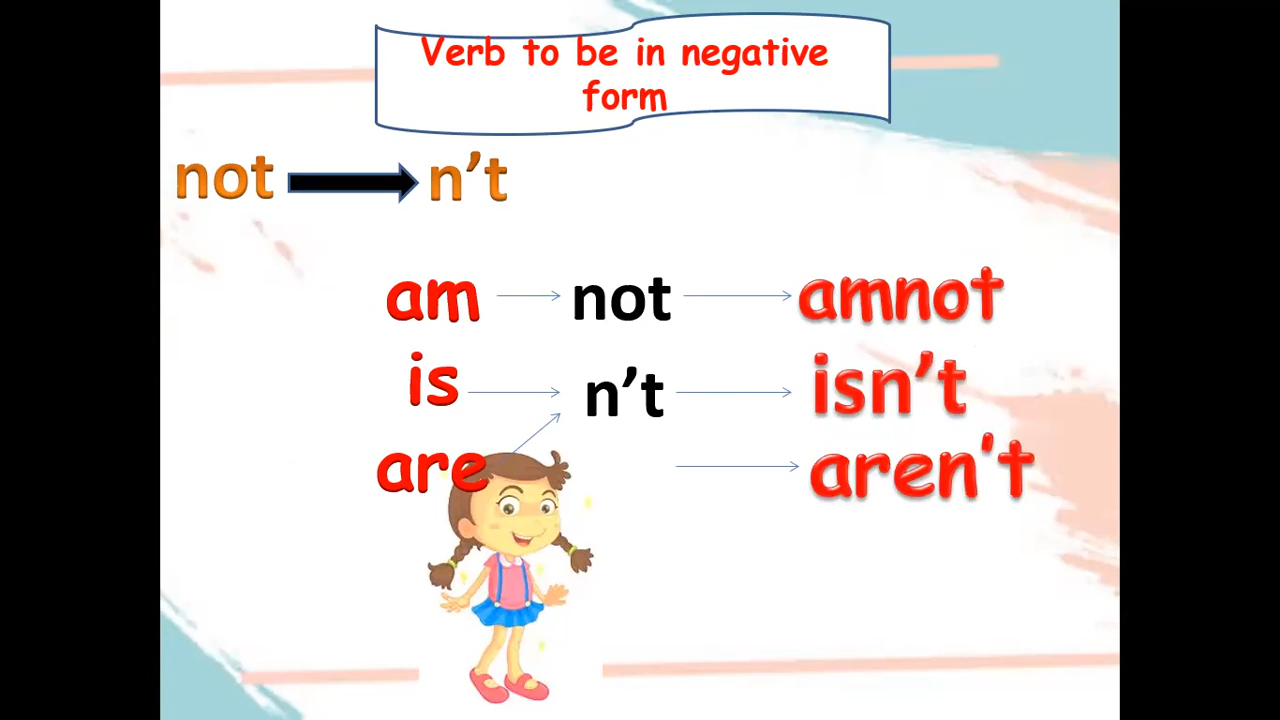 Verb to be in negative
form
not n't
am not amnot
is n't isn't
are aren't